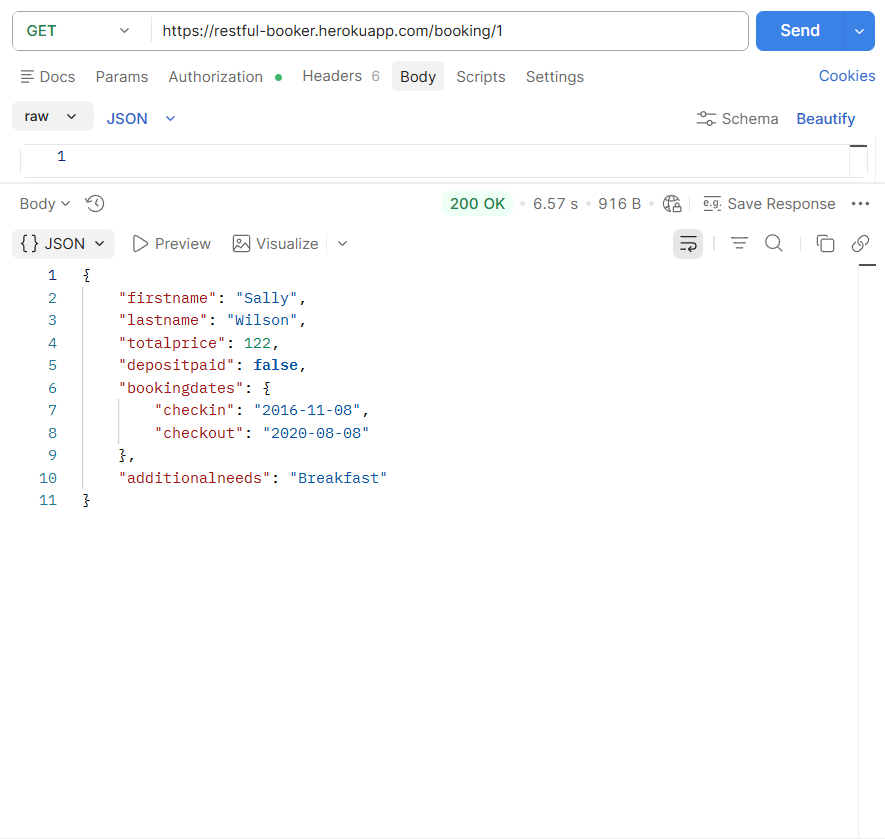 GET https://restful-booker.herokuapp.com/booking/1 Send
Docs Params Authorization Headers 6 Body Scripts Settings Cookies
raw JSON Schema Beautify
1
Body 200 OK 6.57 s 916 B e.g. Save Response
{} JSON Preview Visualize
1 {
2 "firstname": "Sally",
3 "lastname": "Wilson",
4 "totalprice": 122,
5 "depositpaid": false,
6 "bookingdates": {
7 "checkin": "2016-11-08",
8 "checkout": "2020-08-08"
9 },
10 "additionalneeds": "Breakfast"
11 }